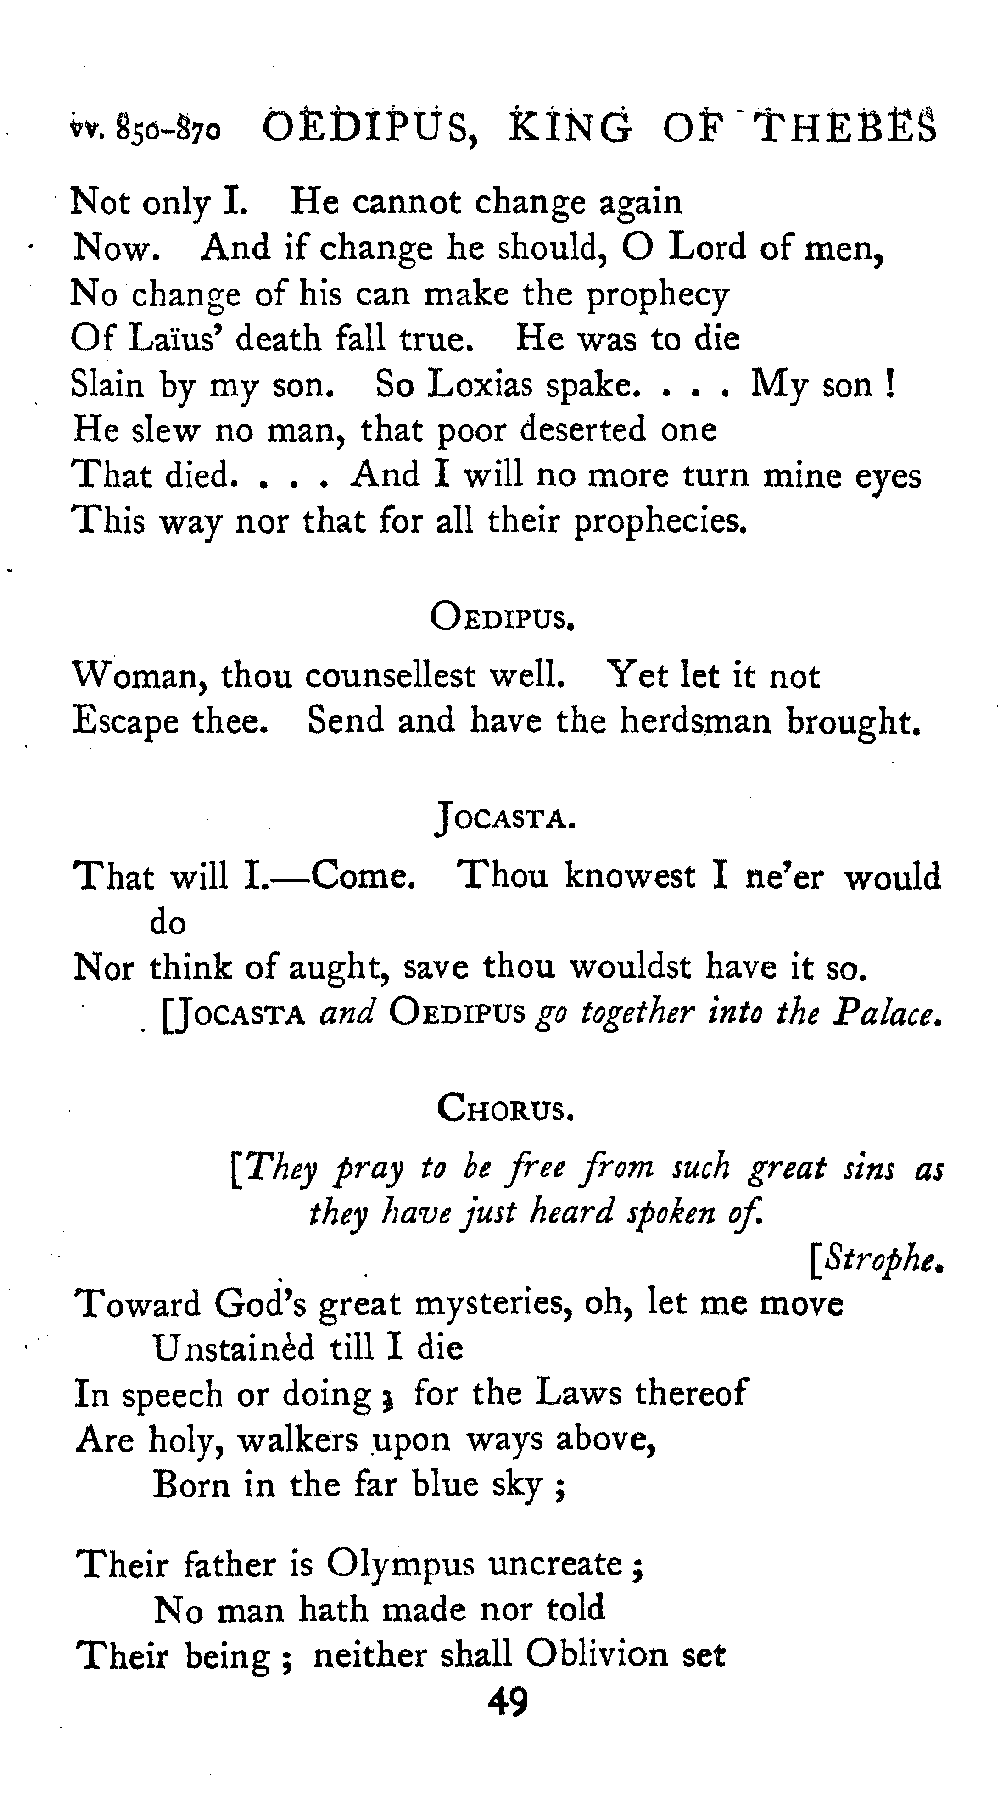 vv. 850-870 OEDIPUS, KING OF THEBES
Not only I. He cannot change again
Now. And if change he should, O Lord of men,
No change of his can make the prophecy
Of Laïus’ death fall true. He was to die
Slain by my son. So Loxias spake. . . . My son !
He slew no man, that poor deserted one
That died. . . . And I will no more turn mine eyes
This way nor that for all their prophecies.
OEDIPUS.
Woman, thou counsellest well. Yet let it not
Escape thee. Send and have the herdsman brought.
JOCASTA.
That will I.—Come. Thou knowest I ne’er would
do
Nor think of aught, save thou wouldst have it so.
[JOCASTA and OEDIPUS go together into the Palace.
CHORUS.
[They pray to be free from such great sins as
they have just heard spoken of.
[Strophe.
Toward God’s great mysteries, oh, let me move
Unstainèd till I die
In speech or doing ; for the Laws thereof
Are holy, walkers upon ways above,
Born in the far blue sky ;
Their father is Olympus uncreate ;
No man hath made nor told
Their being ; neither shall Oblivion set
49